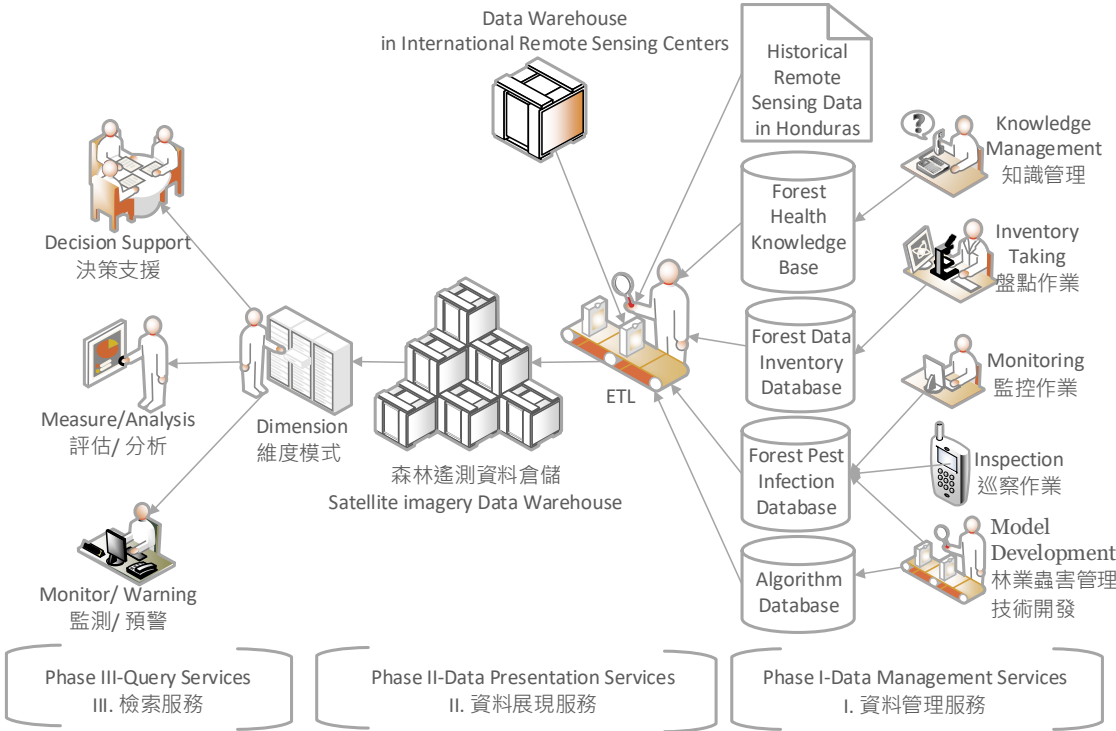 Data Warehouse
in International Remote Sensing Centers
Historical
Remote
Sensing Data
in Honduras
Knowledge
Management
知識管理
Forest
Health
Knowledge
Base
Inventory
Taking
盤點作業
Decision Support
決策支援
Forest Data
Inventory
Database
Monitoring
監控作業
ETL
Measure/Analysis
評估/ 分析
Dimension
維度模式
森林遙測資料倉儲
Satellite imagery Data Warehouse
Forest Pest
Infection
Database
Inspection
巡察作業
Model
Development
林業蟲害管理
技術開發
Algorithm
Database
Monitor/ Warning
監測/ 預警
Phase III-Query Services
III. 檢索服務
Phase II-Data Presentation Services
II. 資料展現服務
Phase I-Data Management Services
I. 資料管理服務